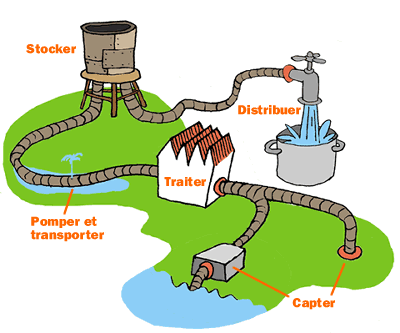 Stocker
Distribuer
Traiter
Pomper et
transporter
Capter